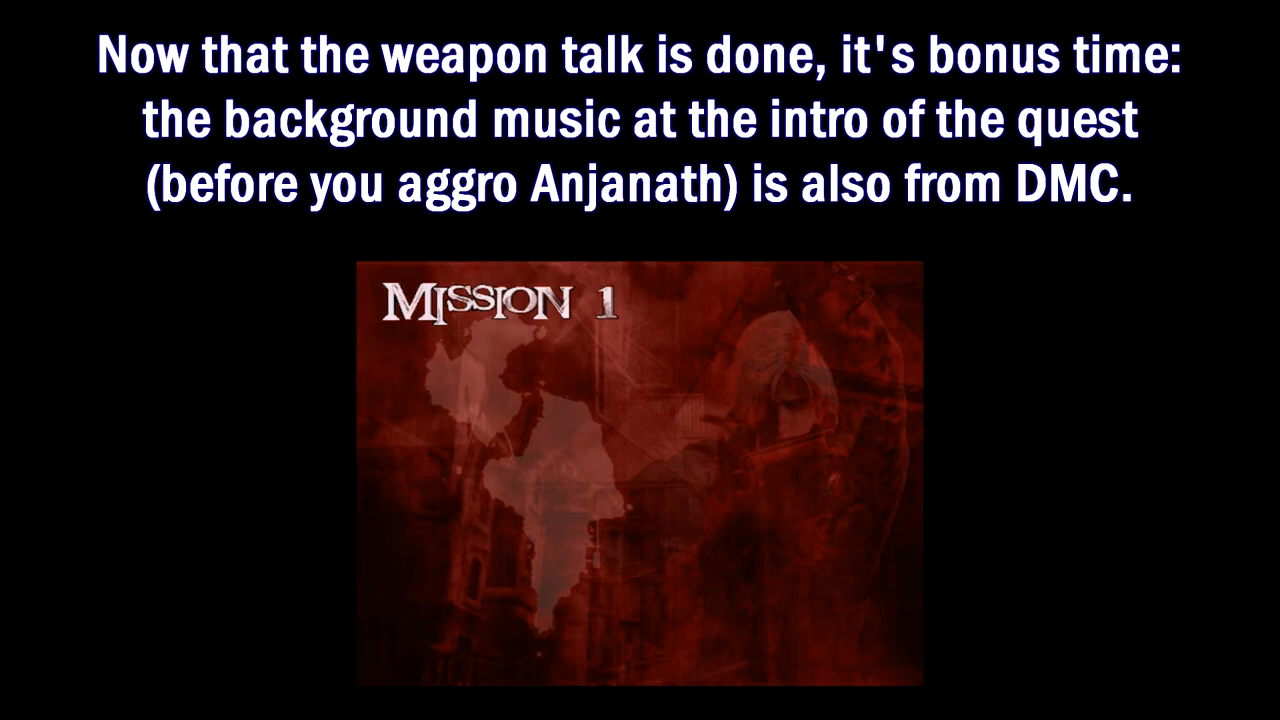 Now that the weapon talk is done, it's bonus time:
the background music at the intro of the quest
(before you aggro Anjanath) is also from DMC.
MISSION 1